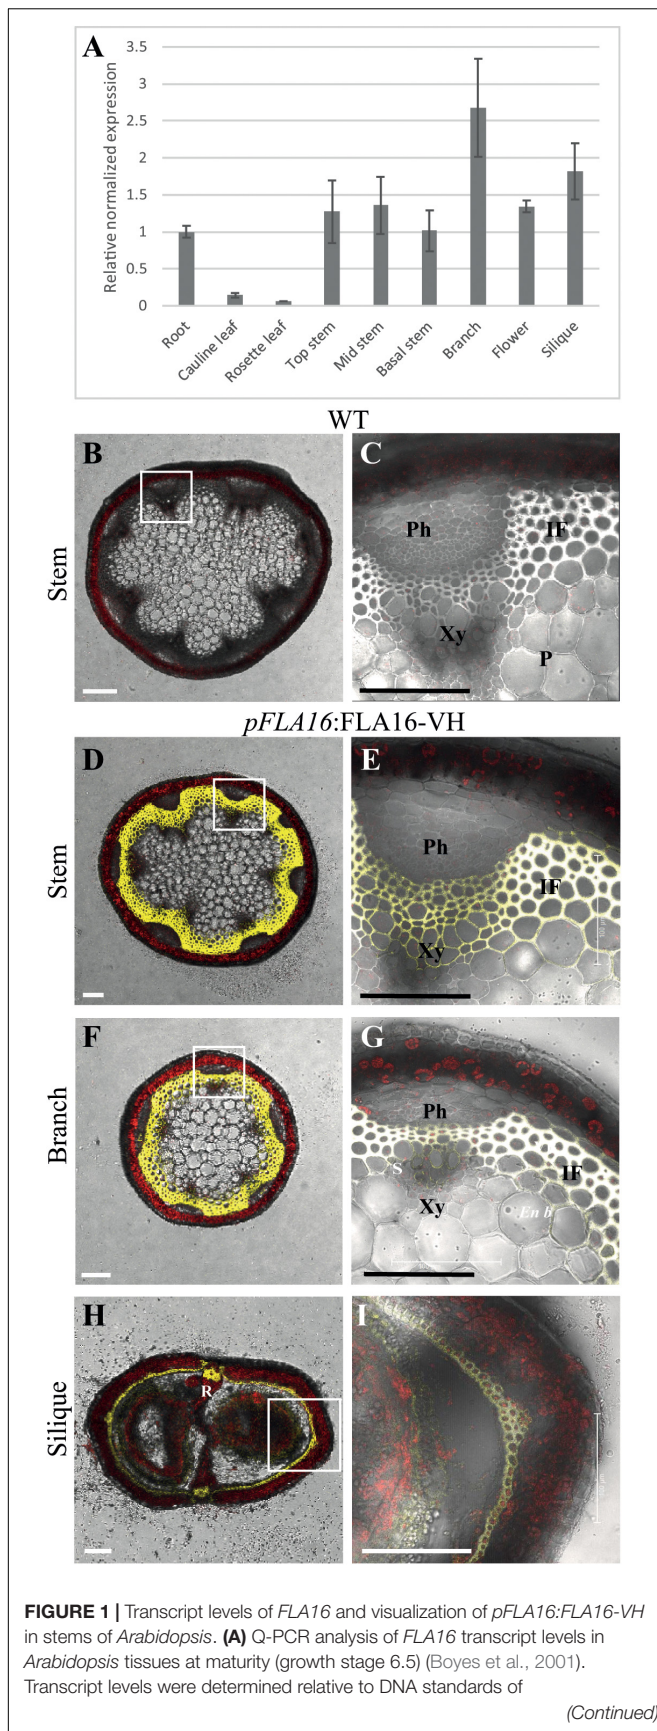 A
Relative normalized expression
3.5
3
2.5
2
1.5
1
0.5
0
Root
Cauline leaf
Rosette leaf
Top stem
Mid stem
Basal stem
Branch
Flower
Silique
WT
Stem
B
C
Ph
IF
Xy
P
pFLA16:FLA16-VH
Stem
D
E
Ph
IF
Xy
Branch
F
G
Ph
S
IF
Xy
En b
Silique
H
R
I
FIGURE 1 | Transcript levels of FLA16 and visualization of pFLA16:FLA16-VH
in stems of Arabidopsis. (A) Q-PCR analysis of FLA16 transcript levels in
Arabidopsis tissues at maturity (growth stage 6.5) (Boyes et al., 2001).
Transcript levels were determined relative to DNA standards of
(Continued)